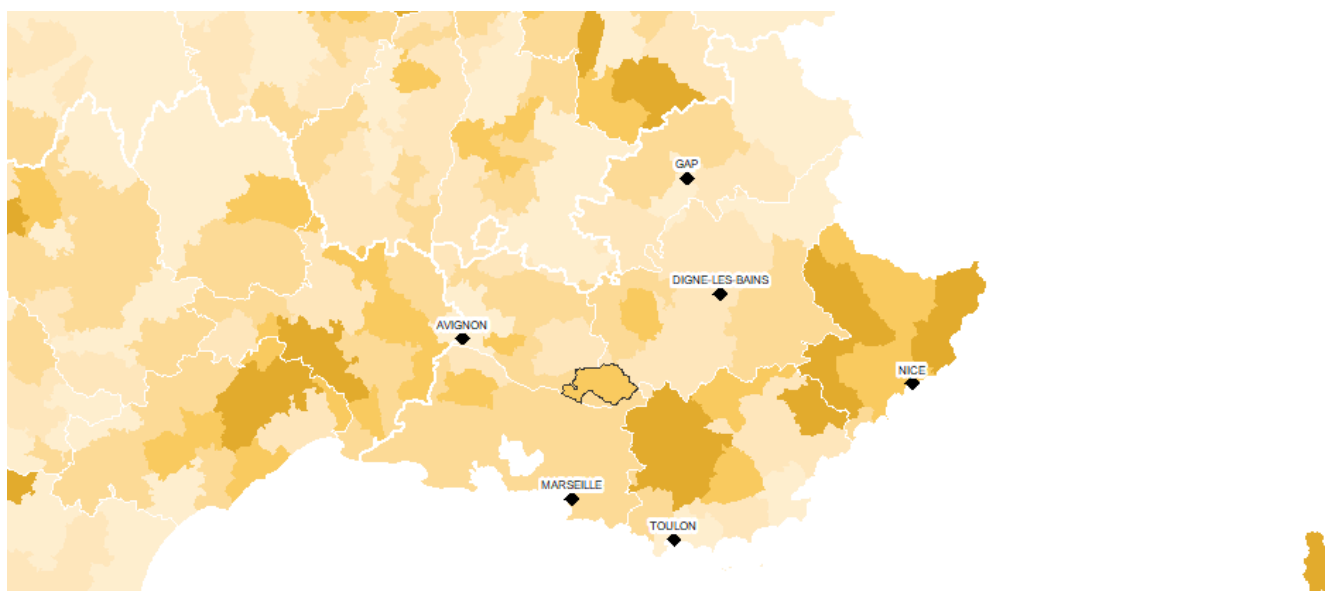 GAP
DIGNE-LES-BAINS
AVIGNON
NICE
MARSEILLE
TOULON